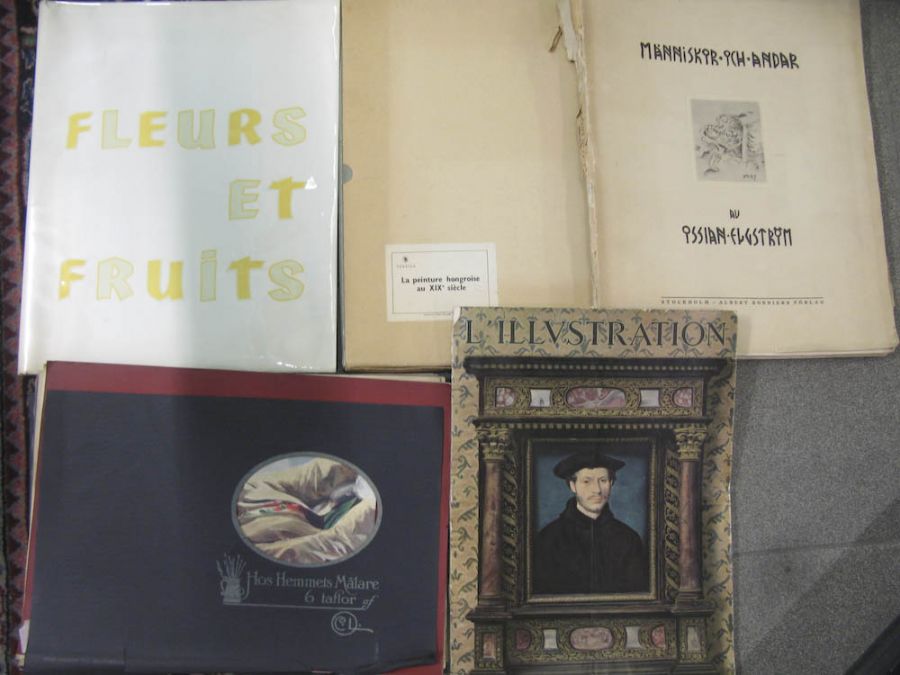 FLEURS
ET
FRUiTS
La peinture hongroise
au XIXe siècle
MÄNNISKOR·OCH·ANDAR
AV
OSSIAN·ELGSTRÖM
STOCKHOLM - ALBERT BONNIERS FÖRLAG
Hos Hemmets Målare
6 taflor af
C.L.
L'ILLVSTRATION